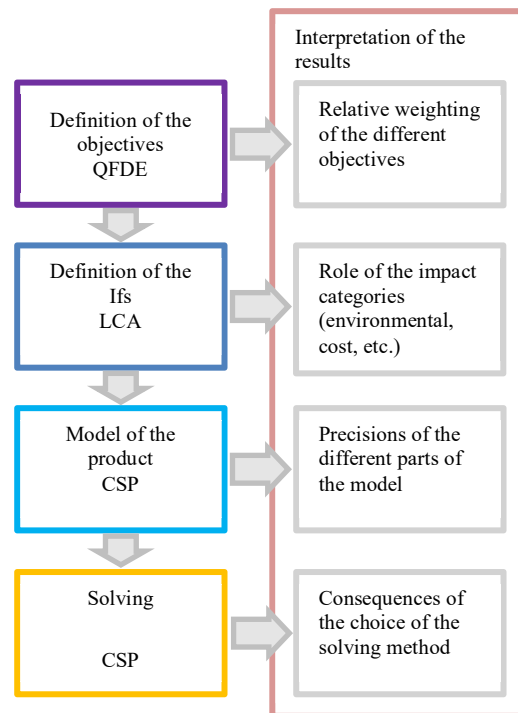 Interpretation of the
results
Definition of the
objectives
QFDE
Relative weighting
of the different
objectives
Definition of the
Ifs
LCA
Role of the impact
categories
(environmental,
cost, etc.)
Model of the
product
CSP
Precisions of the
different parts of
the model
Solving
CSP
Consequences of
the choice of the
solving method